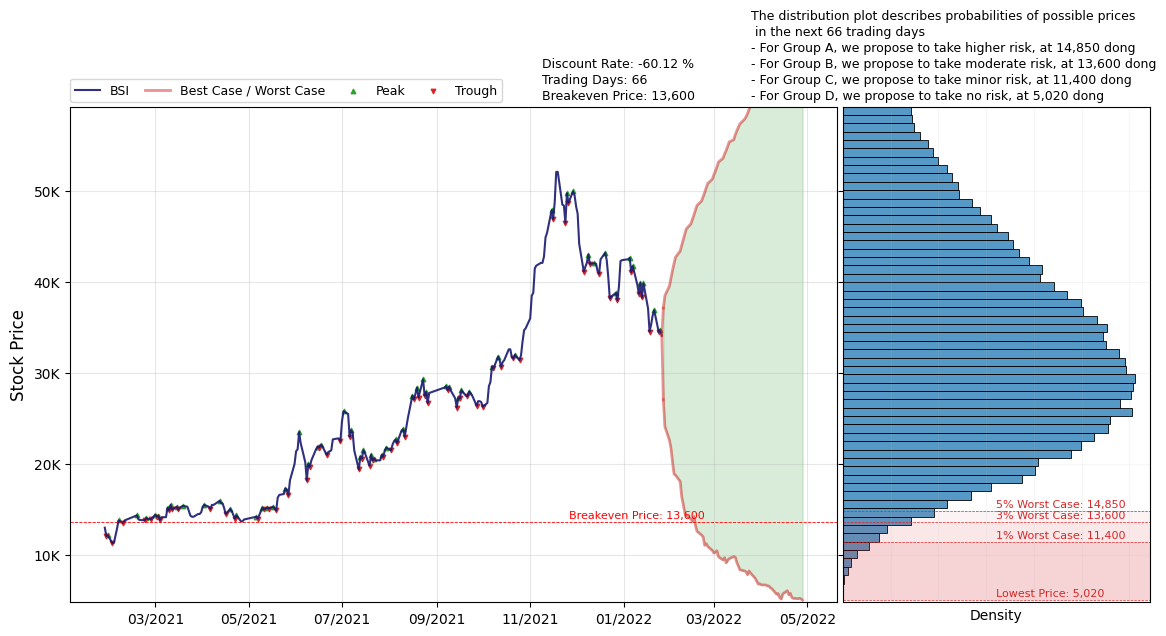 The distribution plot describes probabilities of possible prices
in the next 66 trading days
- For Group A, we propose to take higher risk, at 14,850 dong
- For Group B, we propose to take moderate risk, at 13,600 dong
- For Group C, we propose to take minor risk, at 11,400 dong
- For Group D, we propose to take no risk, at 5,020 dong
Discount Rate: -60.12 %
Trading Days: 66
Breakeven Price: 13,600
BSI
Best Case / Worst Case
Peak
Trough
Stock Price
50K
40K
30K
20K
10K
Breakeven Price: 13,600
5% Worst Case: 14,850
3% Worst Case: 13,600
1% Worst Case: 11,400
Lowest Price: 5,020
03/2021
05/2021
07/2021
09/2021
11/2021
01/2022
03/2022
05/2022
Density